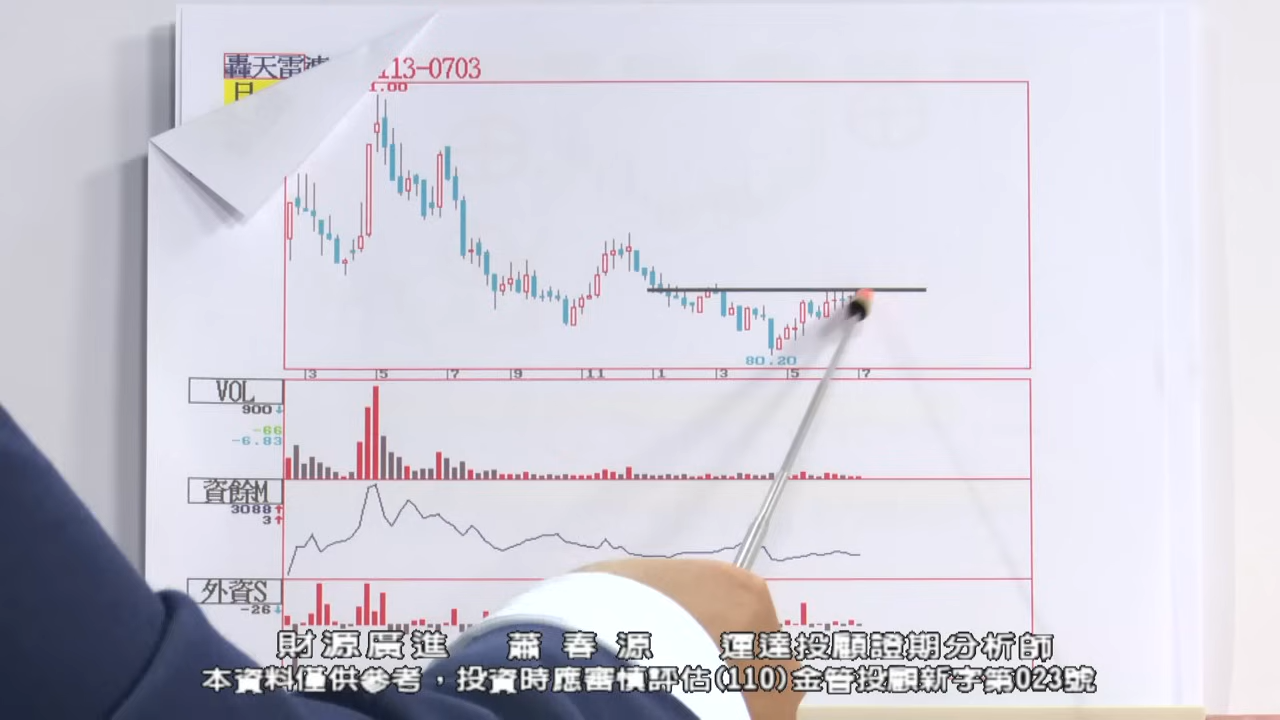 轟天雷 113-0703
日
1.00
80.20
3 5 7 9 11 1 3 5 7
VOL
900↓
-66
-6.83
資餘M
3088↑
3↑
外資S
-26↓
財源廣進 蕭春源 運達投顧證期分析師
本資料僅供參考,投資時應審慎評估(110)金管投顧新字第023號